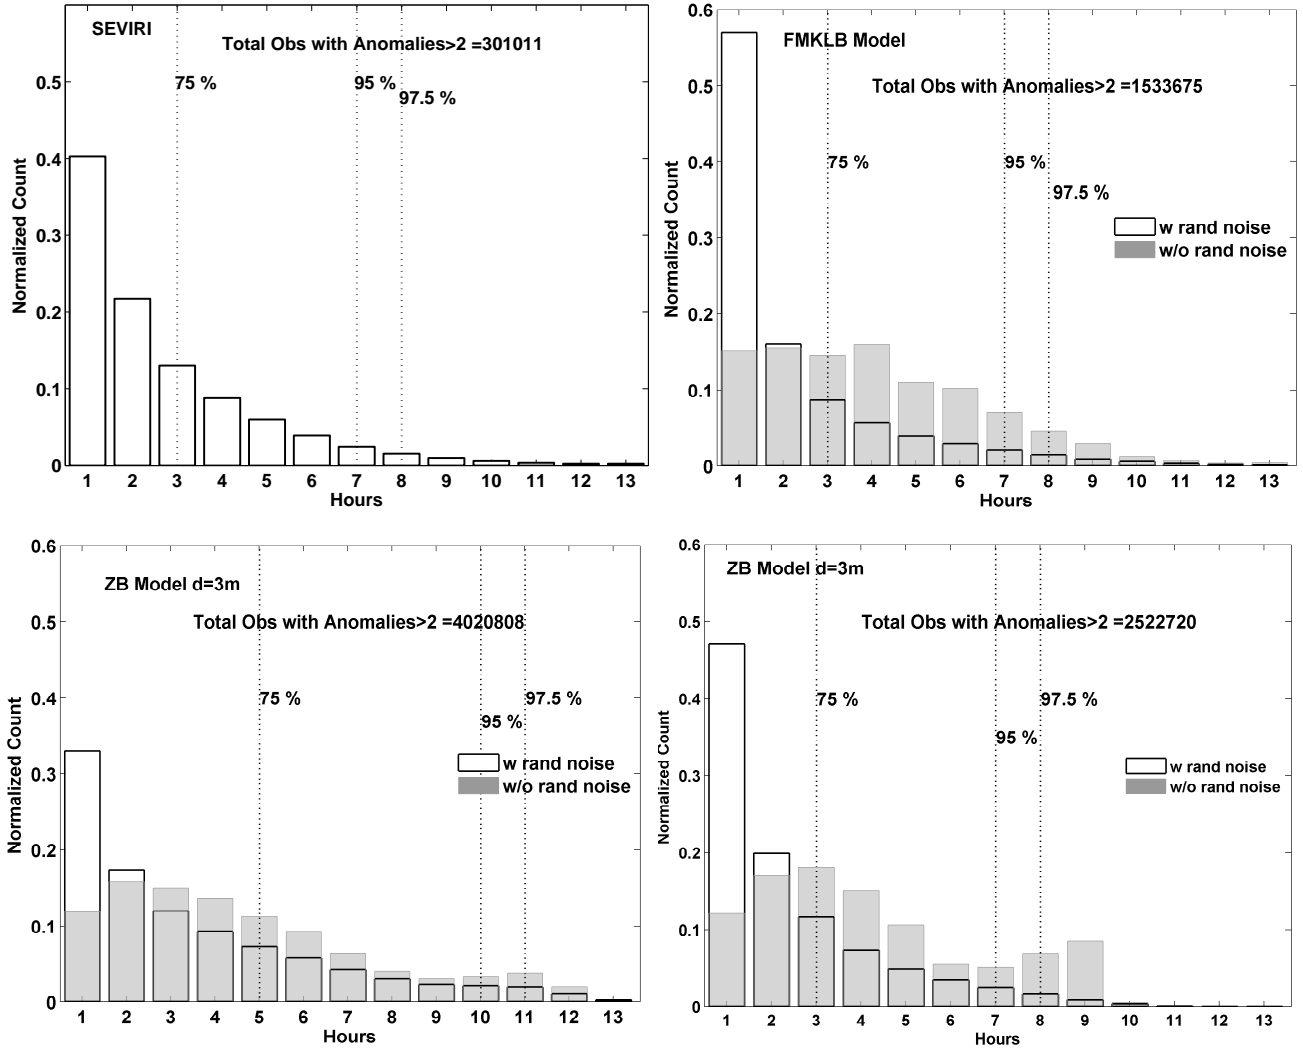 SEVIRI
Total Obs with Anomalies>2 =301011
75 %
95 %
97.5 %
Normalized Count
0.5
0.4
0.3
0.2
0.1
0
1 2 3 4 5 6 7 8 9 10 11 12 13
Hours
FMKLB Model
Total Obs with Anomalies>2 =1533675
75 %
95 %
97.5 %
w rand noise
w/o rand noise
Normalized Count
0.6
0.5
0.4
0.3
0.2
0.1
0
1 2 3 4 5 6 7 8 9 10 11 12 13
Hours
ZB Model d=3m
Total Obs with Anomalies>2 =4020808
75 %
97.5 %
95 %
w rand noise
w/o rand noise
Normalized Count
0.6
0.5
0.4
0.3
0.2
0.1
0
1 2 3 4 5 6 7 8 9 10 11 12 13
Hours
ZB Model d=3m
Total Obs with Anomalies>2 =2522720
75 %
97.5 %
95 %
w rand noise
w/o rand noise
Normalized Count
0.6
0.5
0.4
0.3
0.2
0.1
0
1 2 3 4 5 6 7 8 9 10 11 12 13
Hours